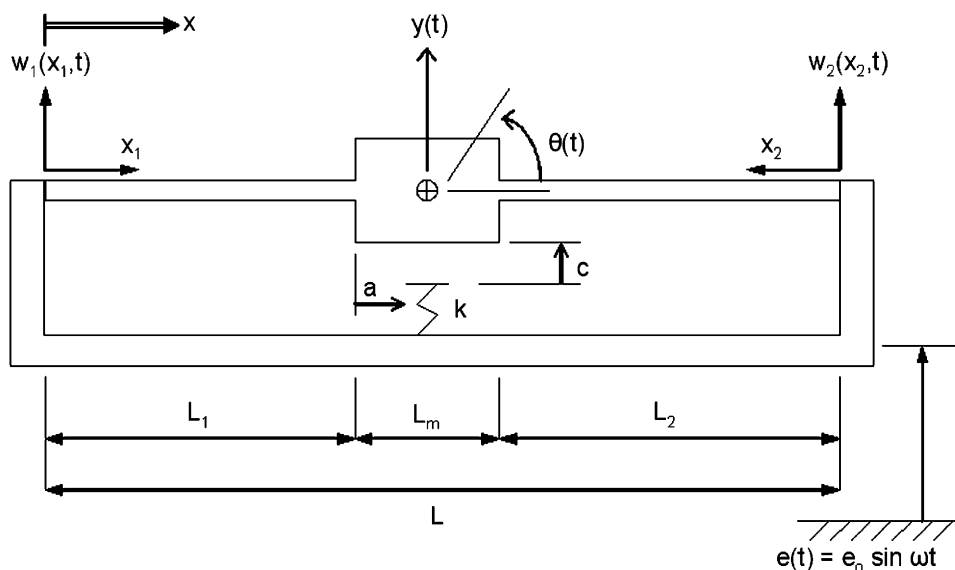 x
y(t)
w₁(x₁,t)
w₂(x₂,t)
x₁
θ(t)
x₂
c
a
k
L₁
Lₘ
L₂
L
e(t) = e₀ sin ωt